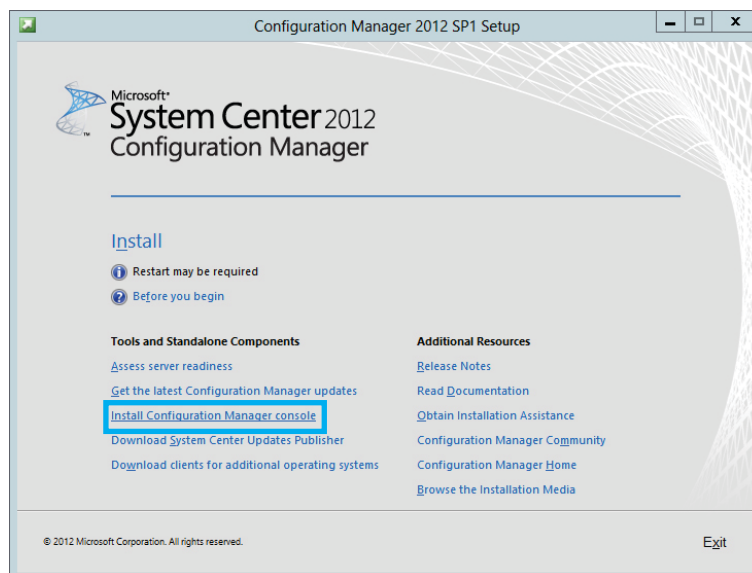 Configuration Manager 2012 SP1 Setup
Microsoft®
System Center 2012
Configuration Manager
Install
Restart may be required
Before you begin
Tools and Standalone Components
Assess server readiness
Get the latest Configuration Manager updates
Install Configuration Manager console
Download System Center Updates Publisher
Download clients for additional operating systems
Additional Resources
Release Notes
Read Documentation
Obtain Installation Assistance
Configuration Manager Community
Configuration Manager Home
Browse the Installation Media
© 2012 Microsoft Corporation. All rights reserved.
Exit